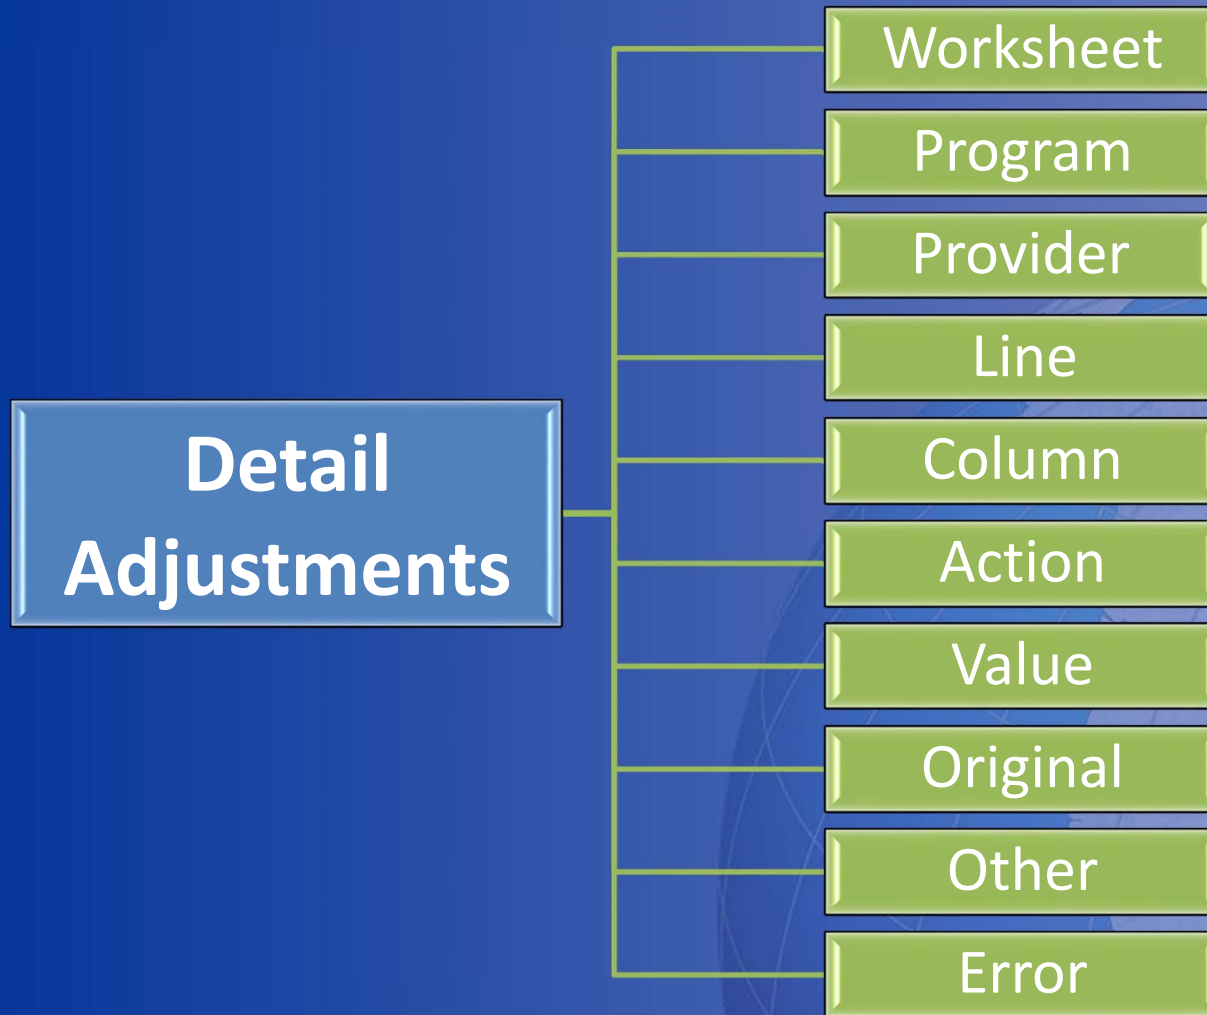 Detail
Adjustments
Worksheet
Program
Provider
Line
Column
Action
Value
Original
Other
Error